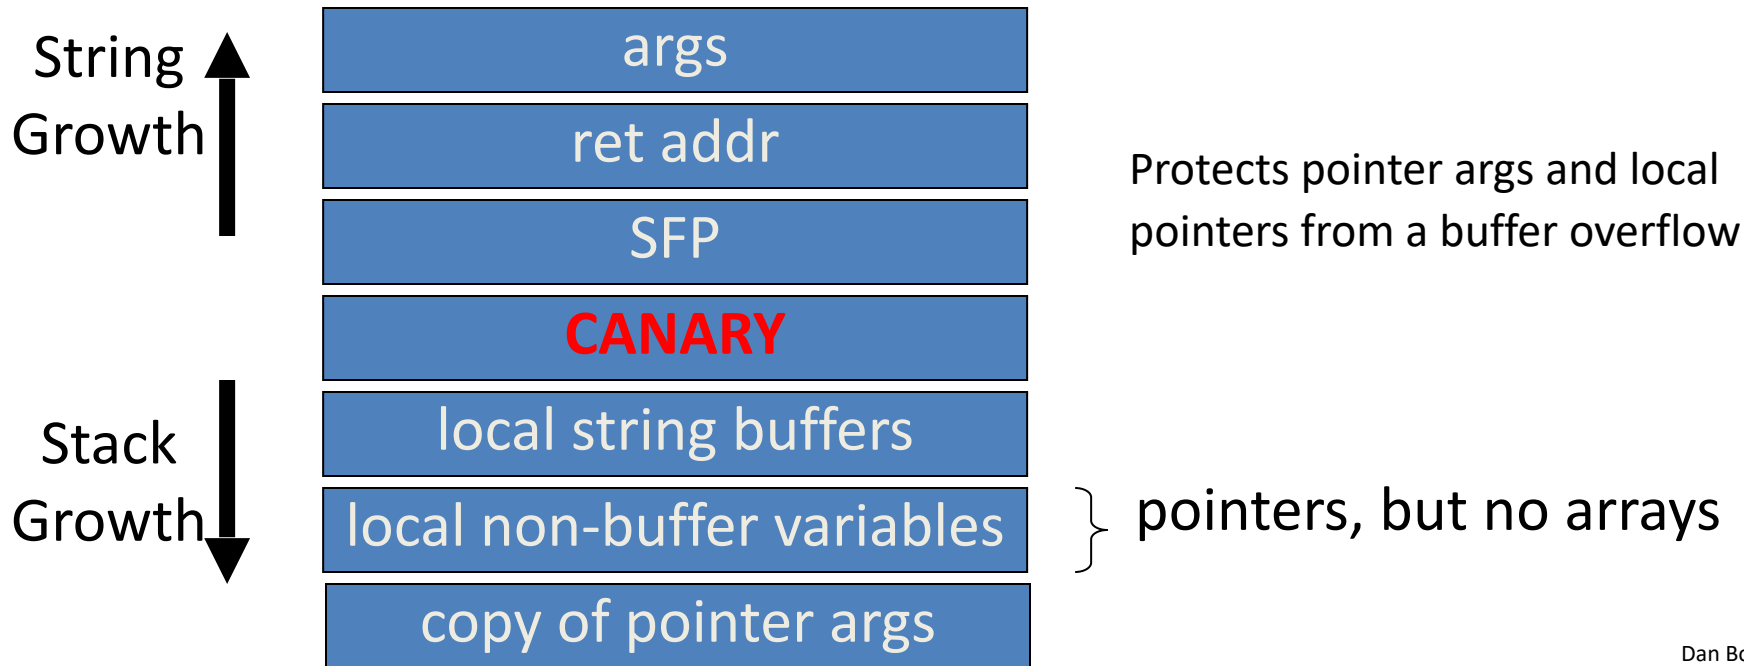 String
Growth
args
ret addr
SFP
CANARY
Protects pointer args and local
pointers from a buffer overflow
Stack
Growth
local string buffers
local non-buffer variables
copy of pointer args
pointers, but no arrays
Dan